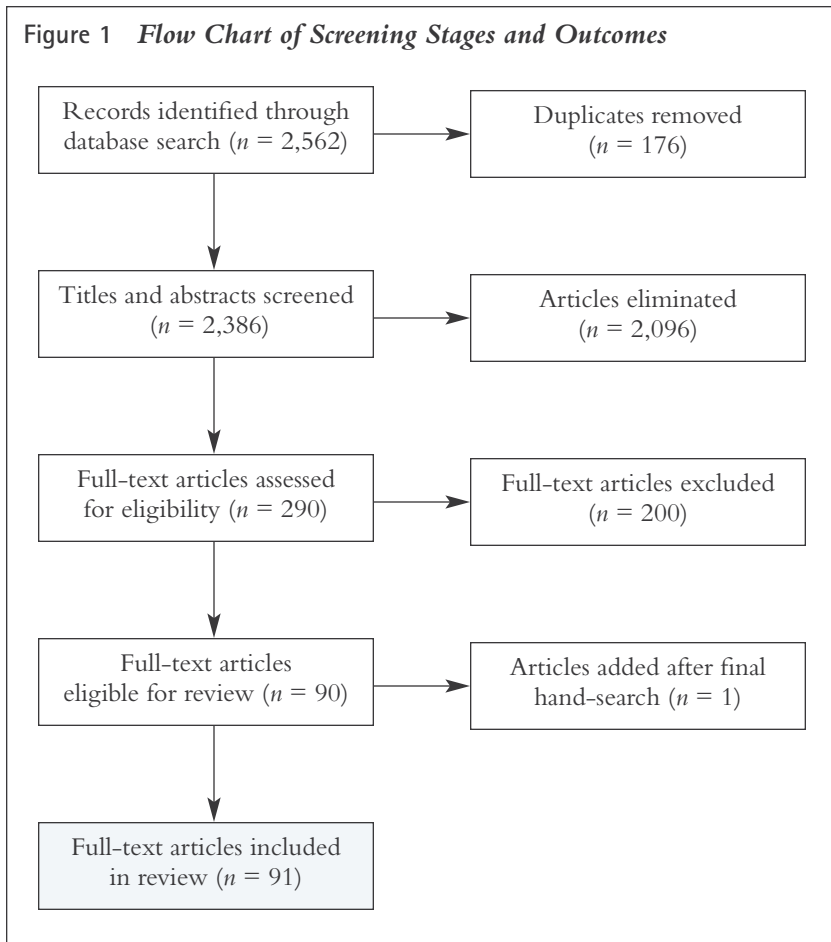 Figure 1 Flow Chart of Screening Stages and Outcomes
Records identified through
database search (n = 2,562)
Duplicates removed
(n = 176)
Titles and abstracts screened
(n = 2,386)
Articles eliminated
(n = 2,096)
Full-text articles assessed
for eligibility (n = 290)
Full-text articles excluded
(n = 200)
Full-text articles
eligible for review (n = 90)
Articles added after final
hand-search (n = 1)
Full-text articles included
in review (n = 91)